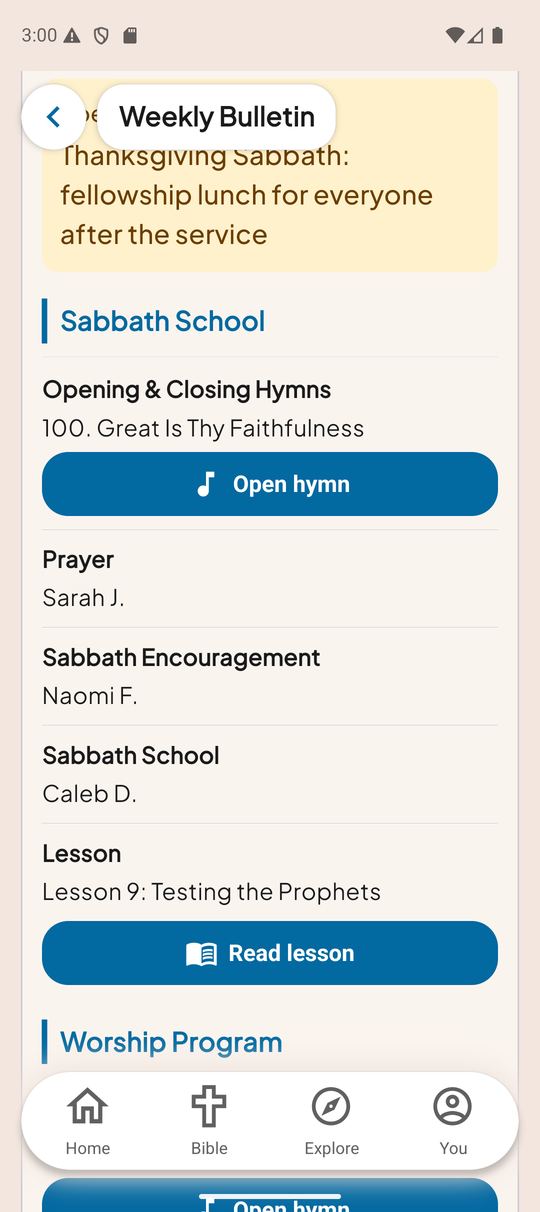 3:00
Weekly Bulletin
Thanksgiving Sabbath:
fellowship lunch for everyone
after the service
Sabbath School
Opening & Closing Hymns
100. Great Is Thy Faithfulness
Open hymn
Prayer
Sarah J.
Sabbath Encouragement
Naomi F.
Sabbath School
Caleb D.
Lesson
Lesson 9: Testing the Prophets
Read lesson
Worship Program
Home Bible Explore You
Open hymn